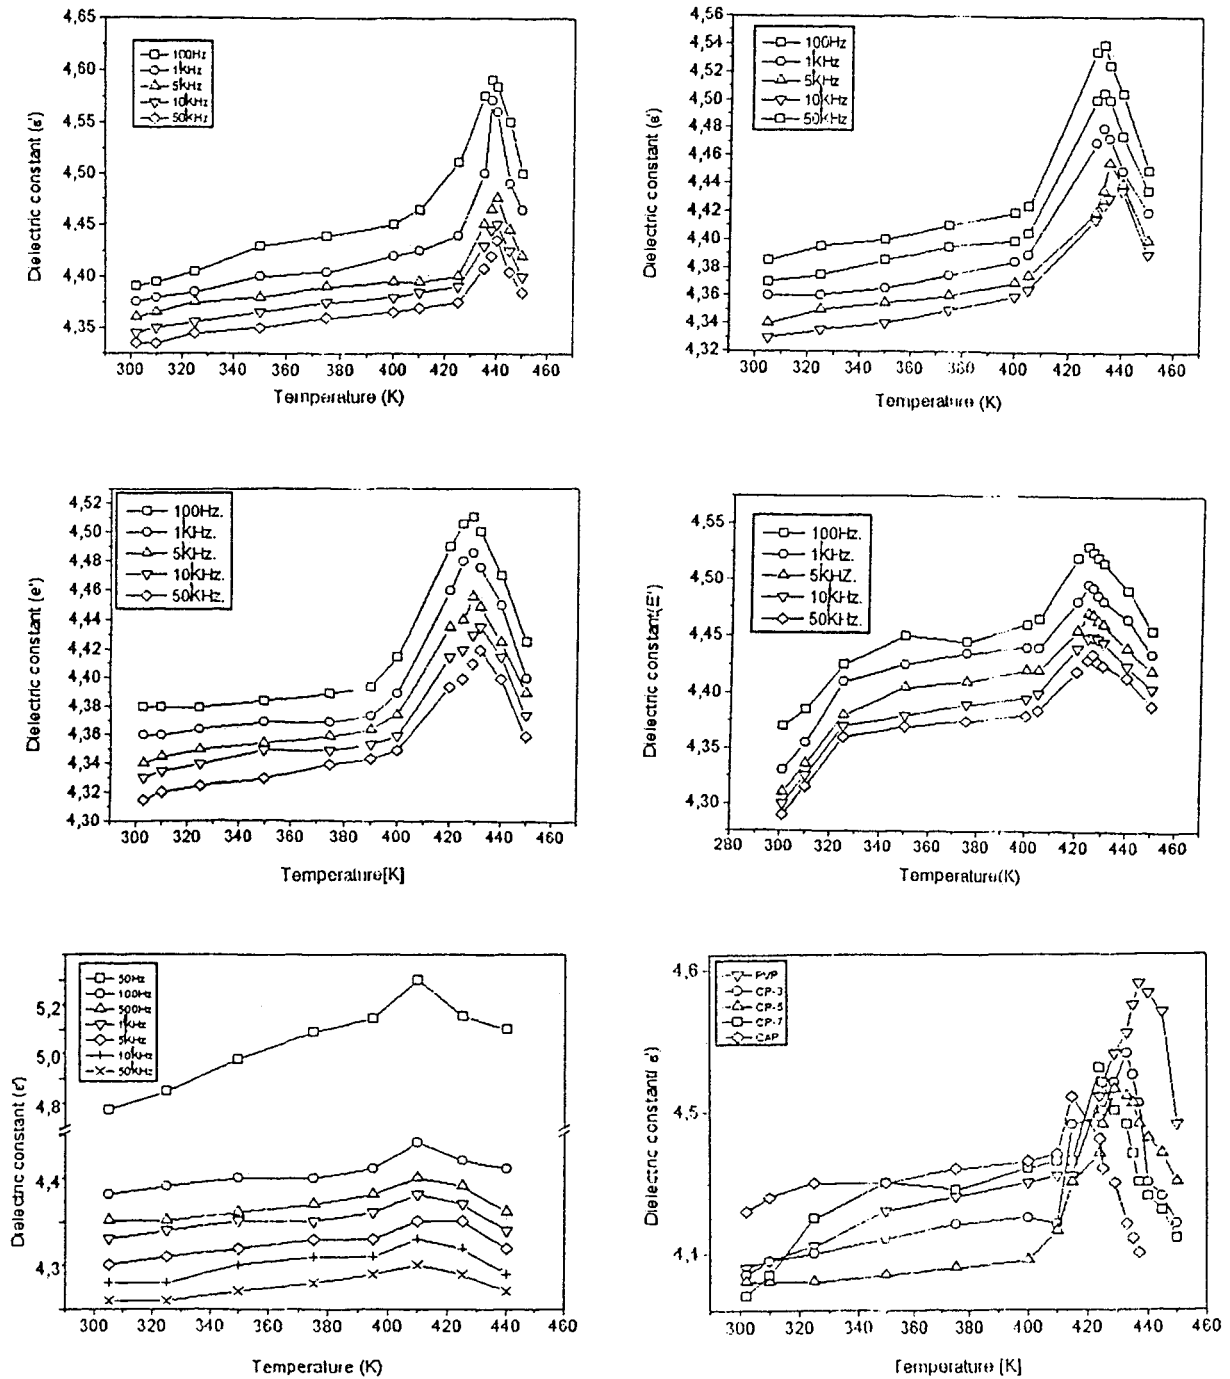 4,65
4,60
4,55
4,50
4,45
4,40
4,35
Dielectric constant (ε')
100Hz
1KHz
5KHz
10KHz
50KHz
300 320 340 360 380 400 420 440 460
Temperature (K)
4,56
4,54
4,50
4,48
4,46
4,44
4,42
4,40
4,38
4,36
4,34
4,32
Dielectric constant (ε')
100Hz
1KHz
5KHz
10KHz
50KHz
300 320 340 360 380 405 420 440 460
Temperature (K)
4,52
4,50
4,48
4,46
4,44
4,42
4,40
4,38
4,36
4,34
4,32
4,30
Dielectric constant (e')
100Hz.
1KHz.
5KHz.
10KHz.
50KHz.
300 320 340 360 380 400 420 440 460
Temperature[K]
4,55
4,50
4,45
4,40
4,35
4,30
Dielectric constant(E')
100Hz.
1KHz.
5KHZ.
10KHz.
50KHz.
280 300 320 340 360 380 400 420 440 460
Temperature(K)
5,2
5,0
4,8
4,4
4,3
Dielectric constant (ε')
50Hz
100Hz
500Hz
1KHz
5KHz
10KHz
50KHz
300 320 340 360 380 400 420 440 460
Temperature (K)
4,6
4,5
4,1
Dielectric constant( ε')
PVP
CP-3
CP-5
CP-7
CAP
300 320 340 360 380 400 420 440 460
Temperature [K]